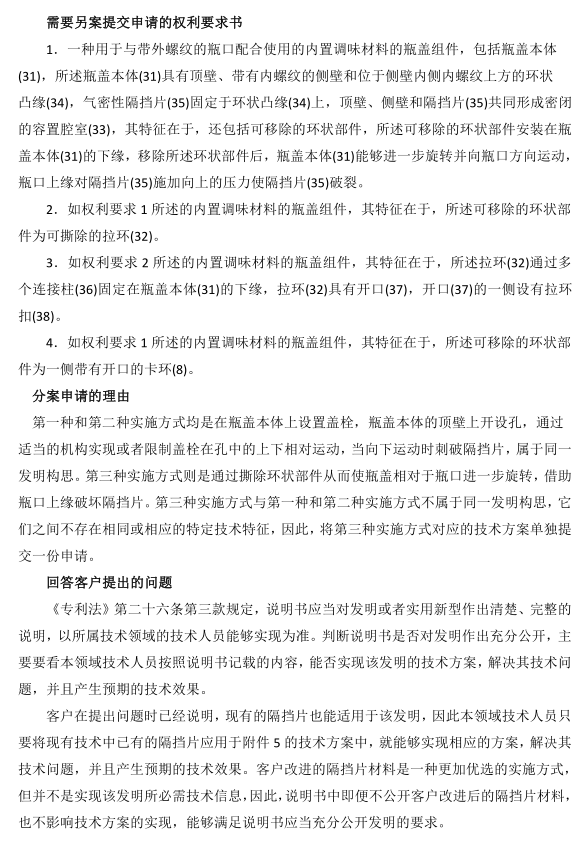 需要另案提交申请的权利要求书
1．一种用于与带外螺纹的瓶口配合使用的内置调味材料的瓶盖组件，包括瓶盖本体
(31)，所述瓶盖本体(31)具有顶壁、带有内螺纹的侧壁和位于侧壁内侧内螺纹上方的环状
凸缘(34)，气密性隔挡片(35)固定于环状凸缘(34)上，顶壁、侧壁和隔挡片(35)共同形成密闭
的容置腔室(33)，其特征在于，还包括可移除的环状部件，所述可移除的环状部件安装在瓶
盖本体(31)的下缘，移除所述环状部件后，瓶盖本体(31)能够进一步旋转并向瓶口方向运动，
瓶口上缘对隔挡片(35)施加向上的压力使隔挡片(35)破裂。
2．如权利要求 1 所述的内置调味材料的瓶盖组件，其特征在于，所述可移除的环状部
件为可撕除的拉环(32)。
3．如权利要求 2 所述的内置调味材料的瓶盖组件，其特征在于，所述拉环(32)通过多
个连接柱(36)固定在瓶盖本体(31)的下缘，拉环(32)具有开口(37)，开口(37)的一侧设有拉环
扣(38)。
4．如权利要求 1 所述的内置调味材料的瓶盖组件，其特征在于，所述可移除的环状部
件为一侧带有开口的卡环(8)。
分案申请的理由
第一种和第二种实施方式均是在瓶盖本体上设置盖栓，瓶盖本体的顶壁上开设孔，通过
适当的机构实现或者限制盖栓在孔中的上下相对运动，当向下运动时刺破隔挡片，属于同一
发明构思。第三种实施方式则是通过撕除环状部件从而使瓶盖相对于瓶口进一步旋转，借助
瓶口上缘破坏隔挡片。第三种实施方式与第一种和第二种实施方式不属于同一发明构思，它
们之间不存在相同或相应的特定技术特征，因此，将第三种实施方式对应的技术方案单独提
交一份申请。
回答客户提出的问题
《专利法》第二十六条第三款规定，说明书应当对发明或者实用新型作出清楚、完整的
说明，以所属技术领域的技术人员能够实现为准。判断说明书是否对发明作出充分公开，主
要要看本领域技术人员按照说明书记载的内容，能否实现该发明的技术方案，解决其技术问
题，并且产生预期的技术效果。
客户在提出问题时已经说明，现有的隔挡片也能适用于该发明，因此本领域技术人员只
要将现有技术中已有的隔挡片应用于附件 5 的技术方案中，就能够实现相应的方案，解决其
技术问题，并且产生预期的技术效果。客户改进的隔挡片材料是一种更加优选的实施方式，
但并不是实现该发明所必需技术信息，因此，说明书中即便不公开客户改进后的隔挡片材料，
也不影响技术方案的实现，能够满足说明书应当充分公开发明的要求。